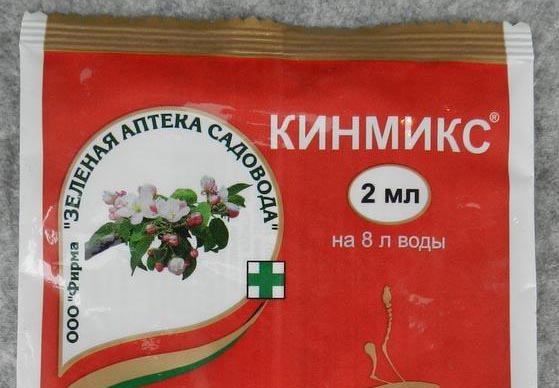 ООО "Фирма "ЗЕЛЕНАЯ АПТЕКА САДОВОДА"
КИНМИКС®
2 мл
на 8 л воды